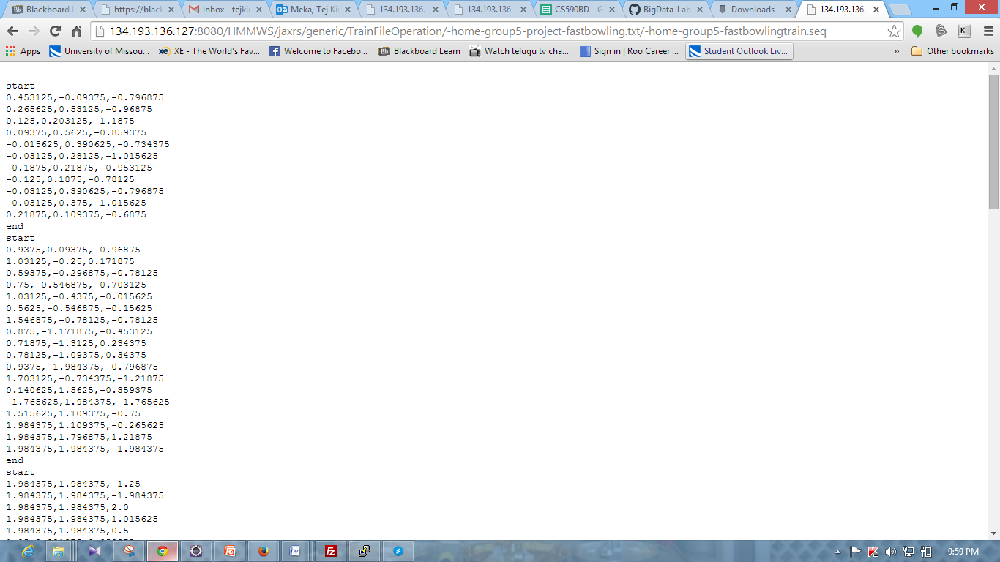 Blackboard L
https://black
Inbox - tejkir
Meka, Tej Kir
134.193.136.
134.193.136.
CS590BD - G
BigData-Lab
Downloads
134.193.136.
134.193.136.127:8080/HMMWS/jaxrs/generic/TrainFileOperation/-home-group5-project-fastbowling.txt/-home-group5-fastbowlingtrain.seq
Apps
University of Missou...
XE - The World's Fav...
Welcome to Facebo...
Blackboard Learn
Watch telugu tv cha...
Sign in | Roo Career ...
Student Outlook Liv...
»
Other bookmarks
start
0.453125,-0.09375,-0.796875
0.265625,0.53125,-0.96875
0.125,0.203125,-1.1875
0.09375,0.5625,-0.859375
-0.015625,0.390625,-0.734375
-0.03125,0.28125,-1.015625
-0.1875,0.21875,-0.953125
-0.125,0.1875,-0.78125
-0.03125,0.390625,-0.796875
-0.03125,0.375,-1.015625
0.21875,0.109375,-0.6875
end
start
0.9375,0.09375,-0.96875
1.03125,-0.25,0.171875
0.59375,-0.296875,-0.78125
0.75,-0.546875,-0.703125
1.03125,-0.4375,-0.015625
0.5625,-0.546875,-0.15625
1.546875,-0.78125,-0.78125
0.875,-1.171875,-0.453125
0.71875,-1.3125,0.234375
0.78125,-1.09375,0.34375
0.9375,-1.984375,-0.796875
1.703125,-0.734375,-1.21875
0.140625,1.5625,-0.359375
-1.765625,1.984375,-1.765625
1.515625,1.109375,-0.75
1.984375,1.109375,-0.265625
1.984375,1.796875,1.21875
1.984375,1.984375,-1.984375
end
start
1.984375,1.984375,-1.25
1.984375,1.984375,-1.984375
1.984375,1.984375,2.0
1.984375,1.984375,1.015625
1.984375,1.984375,0.5
9:59 PM